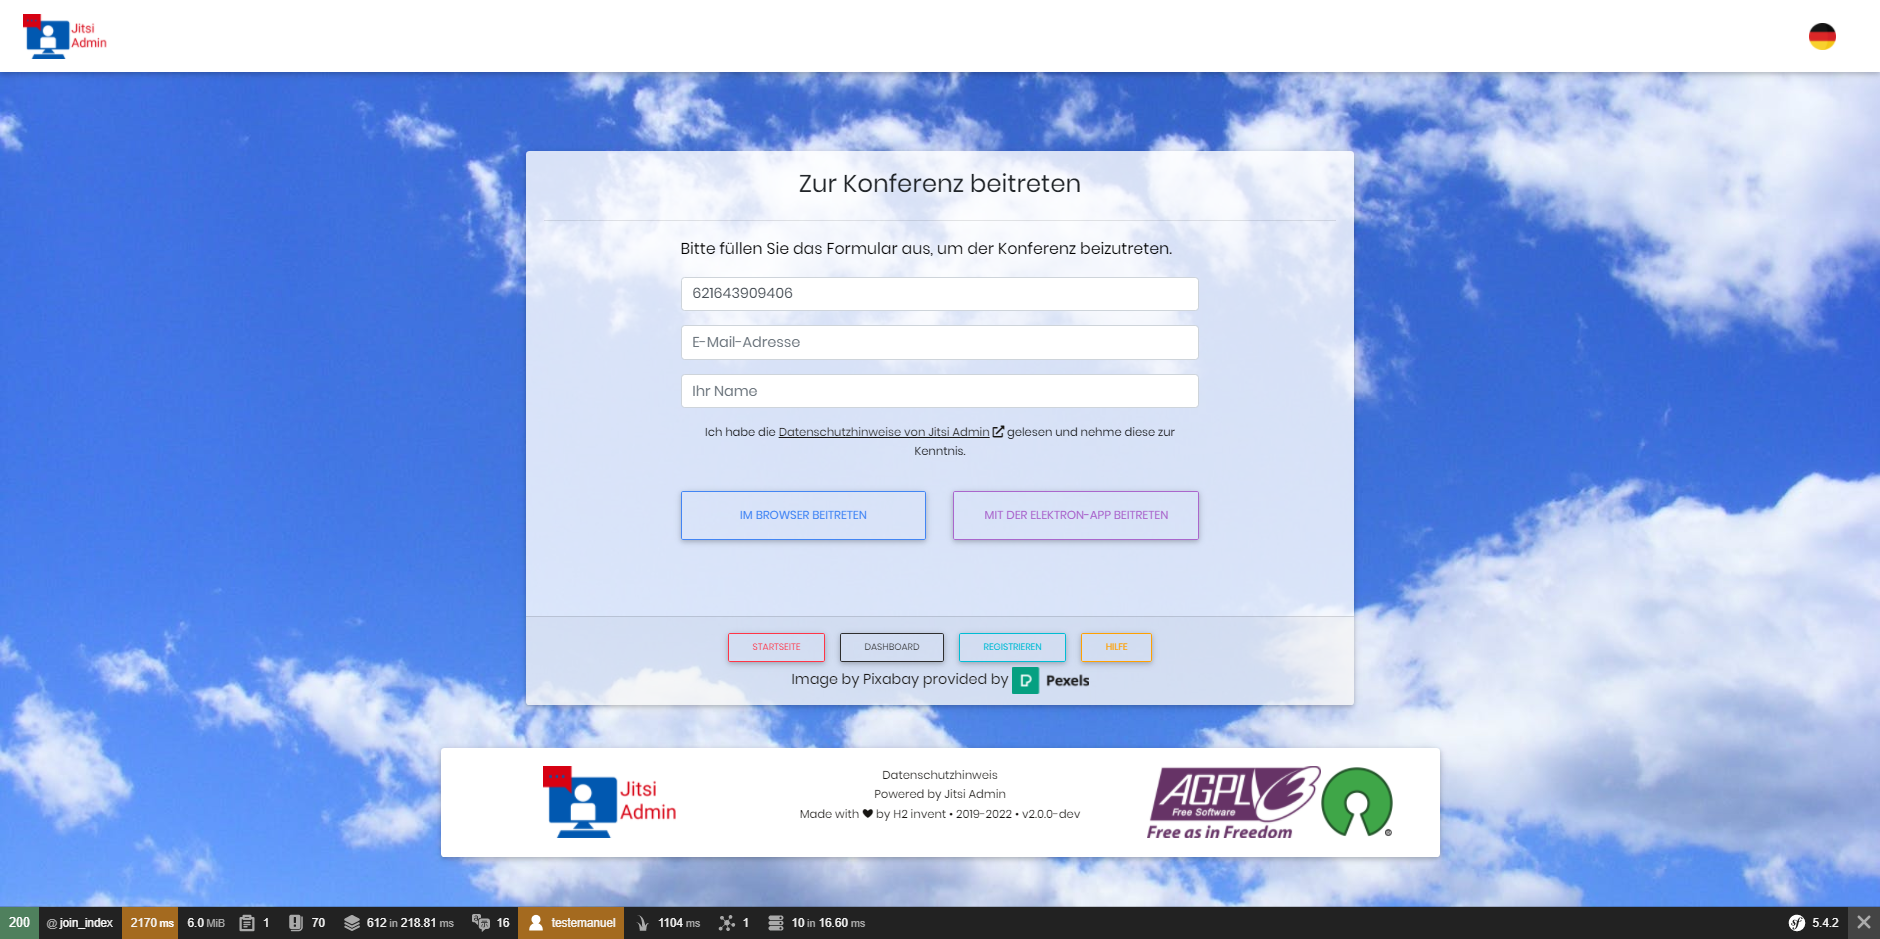 Jitsi
Admin
Zur Konferenz beitreten
Bitte füllen Sie das Formular aus, um der Konferenz beizutreten.
621643909406
E-Mail-Adresse
Ihr Name
Ich habe die Datenschutzhinweise von Jitsi Admin gelesen und nehme diese zur
Kenntnis.
IM BROWSER BEITRETEN
MIT DER ELEKTRON-APP BEITRETEN
STARTSEITE
DASHBOARD
REGISTRIEREN
HILFE
Image by Pixabay provided by Pexels
Jitsi
Admin
Datenschutzhinweis
Powered by Jitsi Admin
Made with ♥ by H2 invent • 2019-2022 • v2.0.0-dev
AGPLV3
Free Software
Free as in Freedom
®
200 @ join_index 2170 ms 6.0 MiB 1 70 612 in 218.81 ms 16 testemanuel 1104 ms 1 10 in 16.60 ms sf 5.4.2